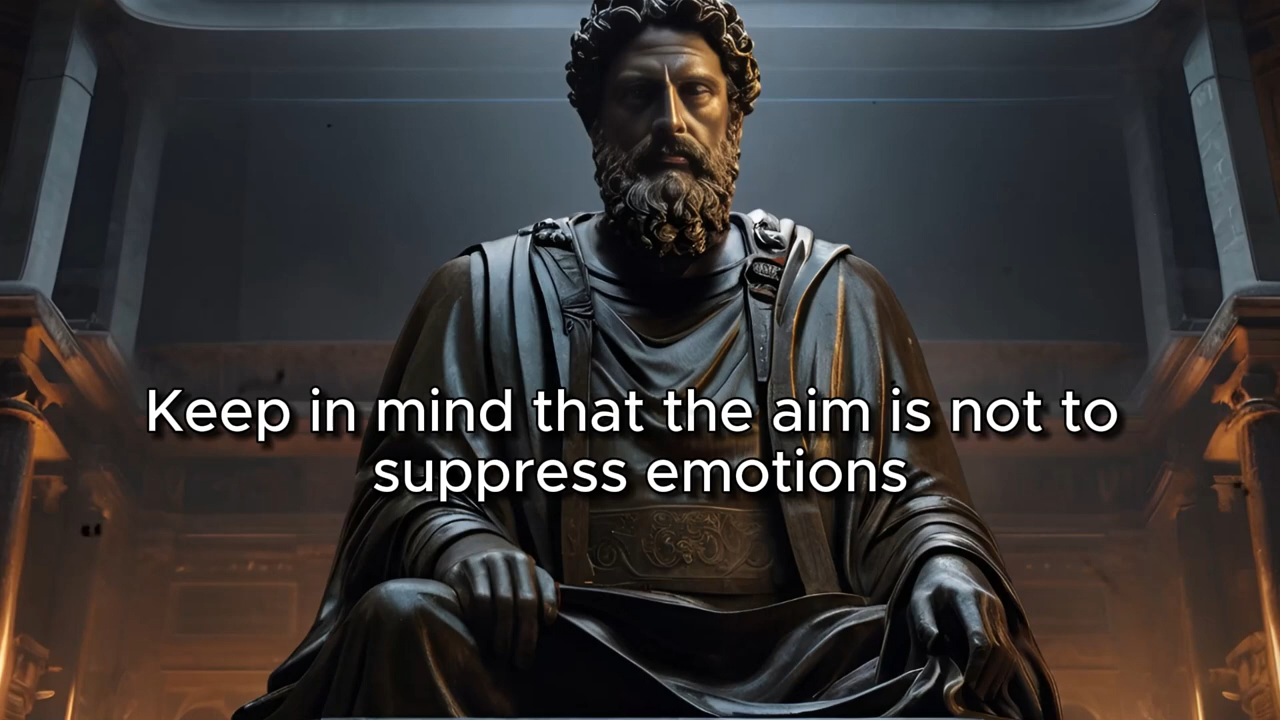 Keep in mind that the aim is not to
suppress emotions